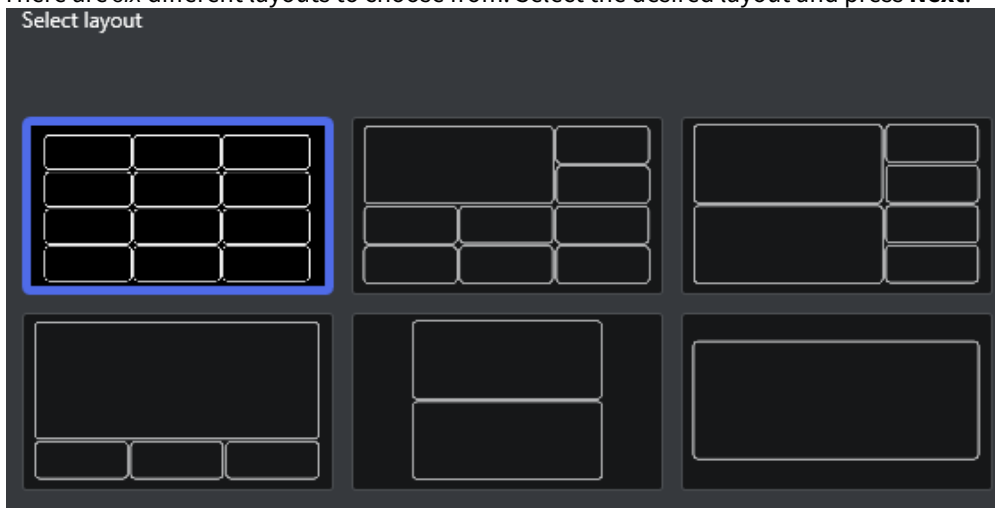 There are six different layouts to choose from. Select the desired layout and press Next.
Select layout